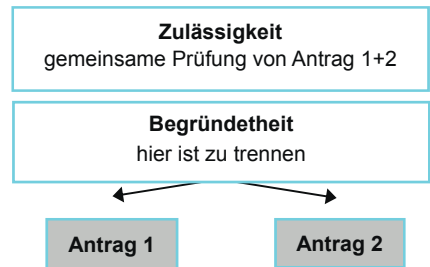 Zulässigkeit
gemeinsame Prüfung von Antrag 1+2
Begründetheit
hier ist zu trennen
Antrag 1
Antrag 2